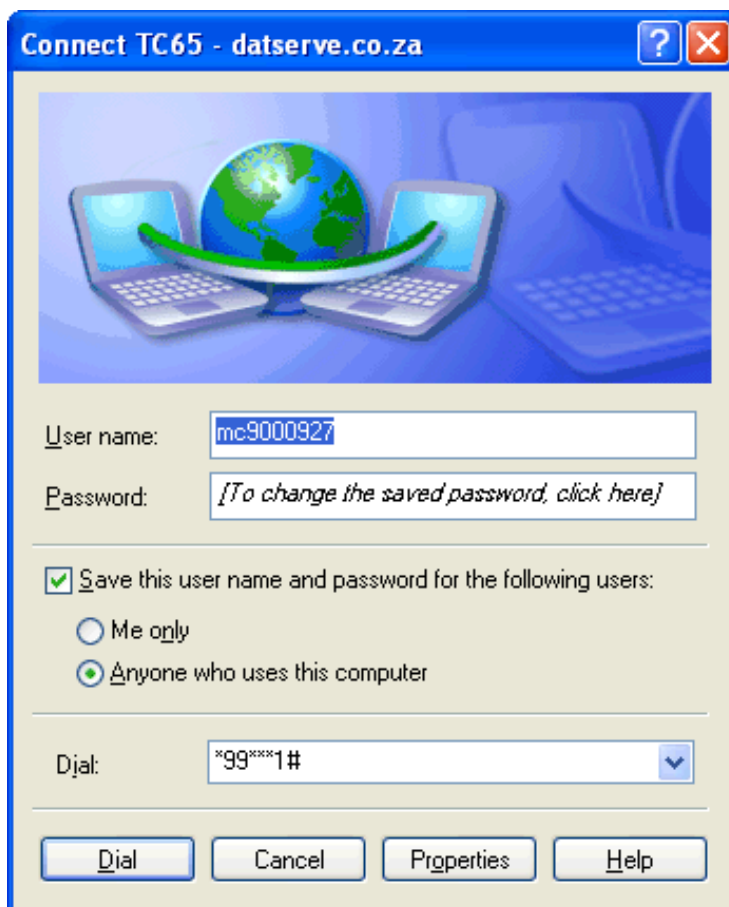 Connect TC65 - datserve.co.za
User name: mc9000927
Password: [To change the saved password, click here]
Save this user name and password for the following users:
Me only
Anyone who uses this computer
Dial: *99***1#
Dial Cancel Properties Help